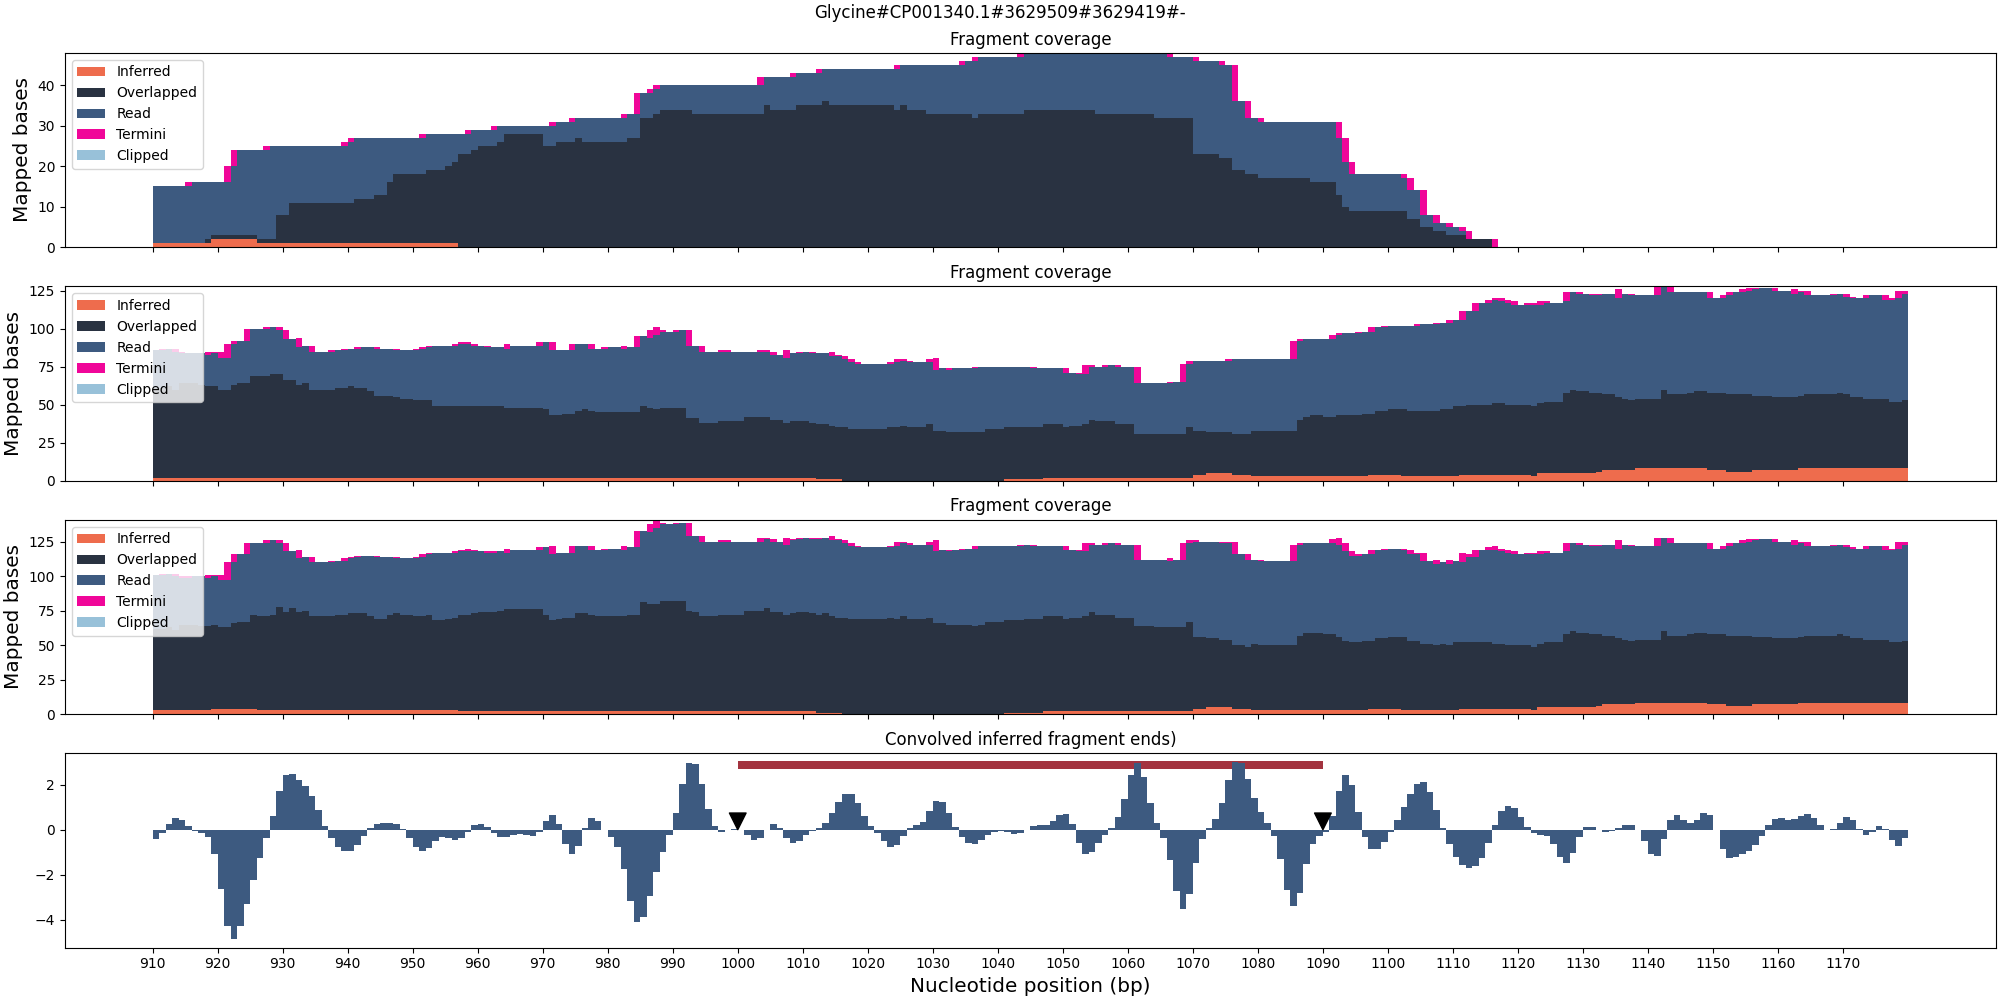 Glycine#CP001340.1#3629509#3629419#-
Fragment coverage
Mapped bases
40
30
20
10
0
Inferred
Overlapped
Read
Termini
Clipped
Fragment coverage
Mapped bases
125
100
75
50
25
0
Inferred
Overlapped
Read
Termini
Clipped
Fragment coverage
Mapped bases
125
100
75
50
25
0
Inferred
Overlapped
Read
Termini
Clipped
Convolved inferred fragment ends)
2
0
−2
−4
910 920 930 940 950 960 970 980 990 1000 1010 1020 1030 1040 1050 1060 1070 1080 1090 1100 1110 1120 1130 1140 1150 1160 1170
Nucleotide position (bp)